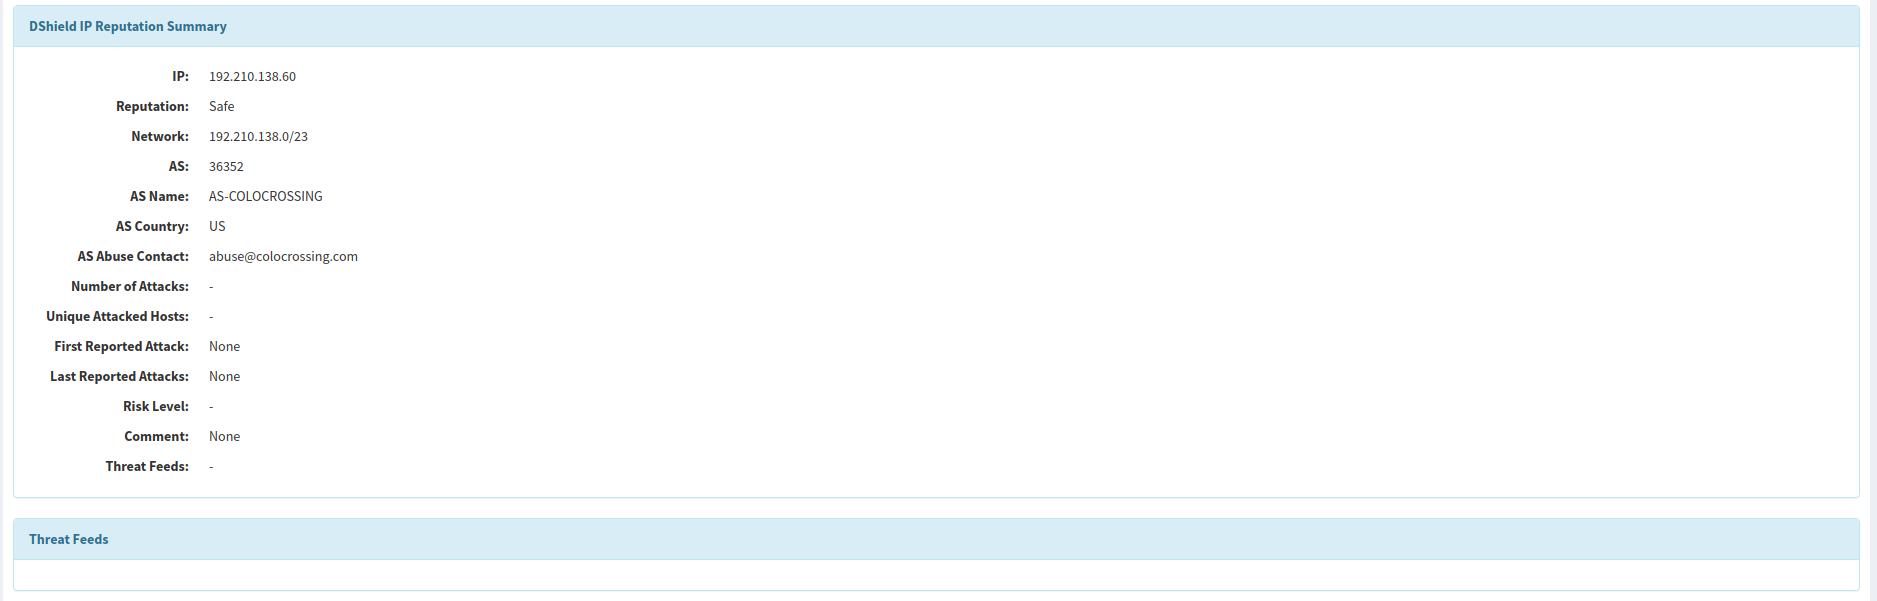 DShield IP Reputation Summary
IP: 192.210.138.60
Reputation: Safe
Network: 192.210.138.0/23
AS: 36352
AS Name: AS-COLOCROSSING
AS Country: US
AS Abuse Contact: abuse@colocrossing.com
Number of Attacks: -
Unique Attacked Hosts: -
First Reported Attack: None
Last Reported Attacks: None
Risk Level: -
Comment: None
Threat Feeds: -
Threat Feeds